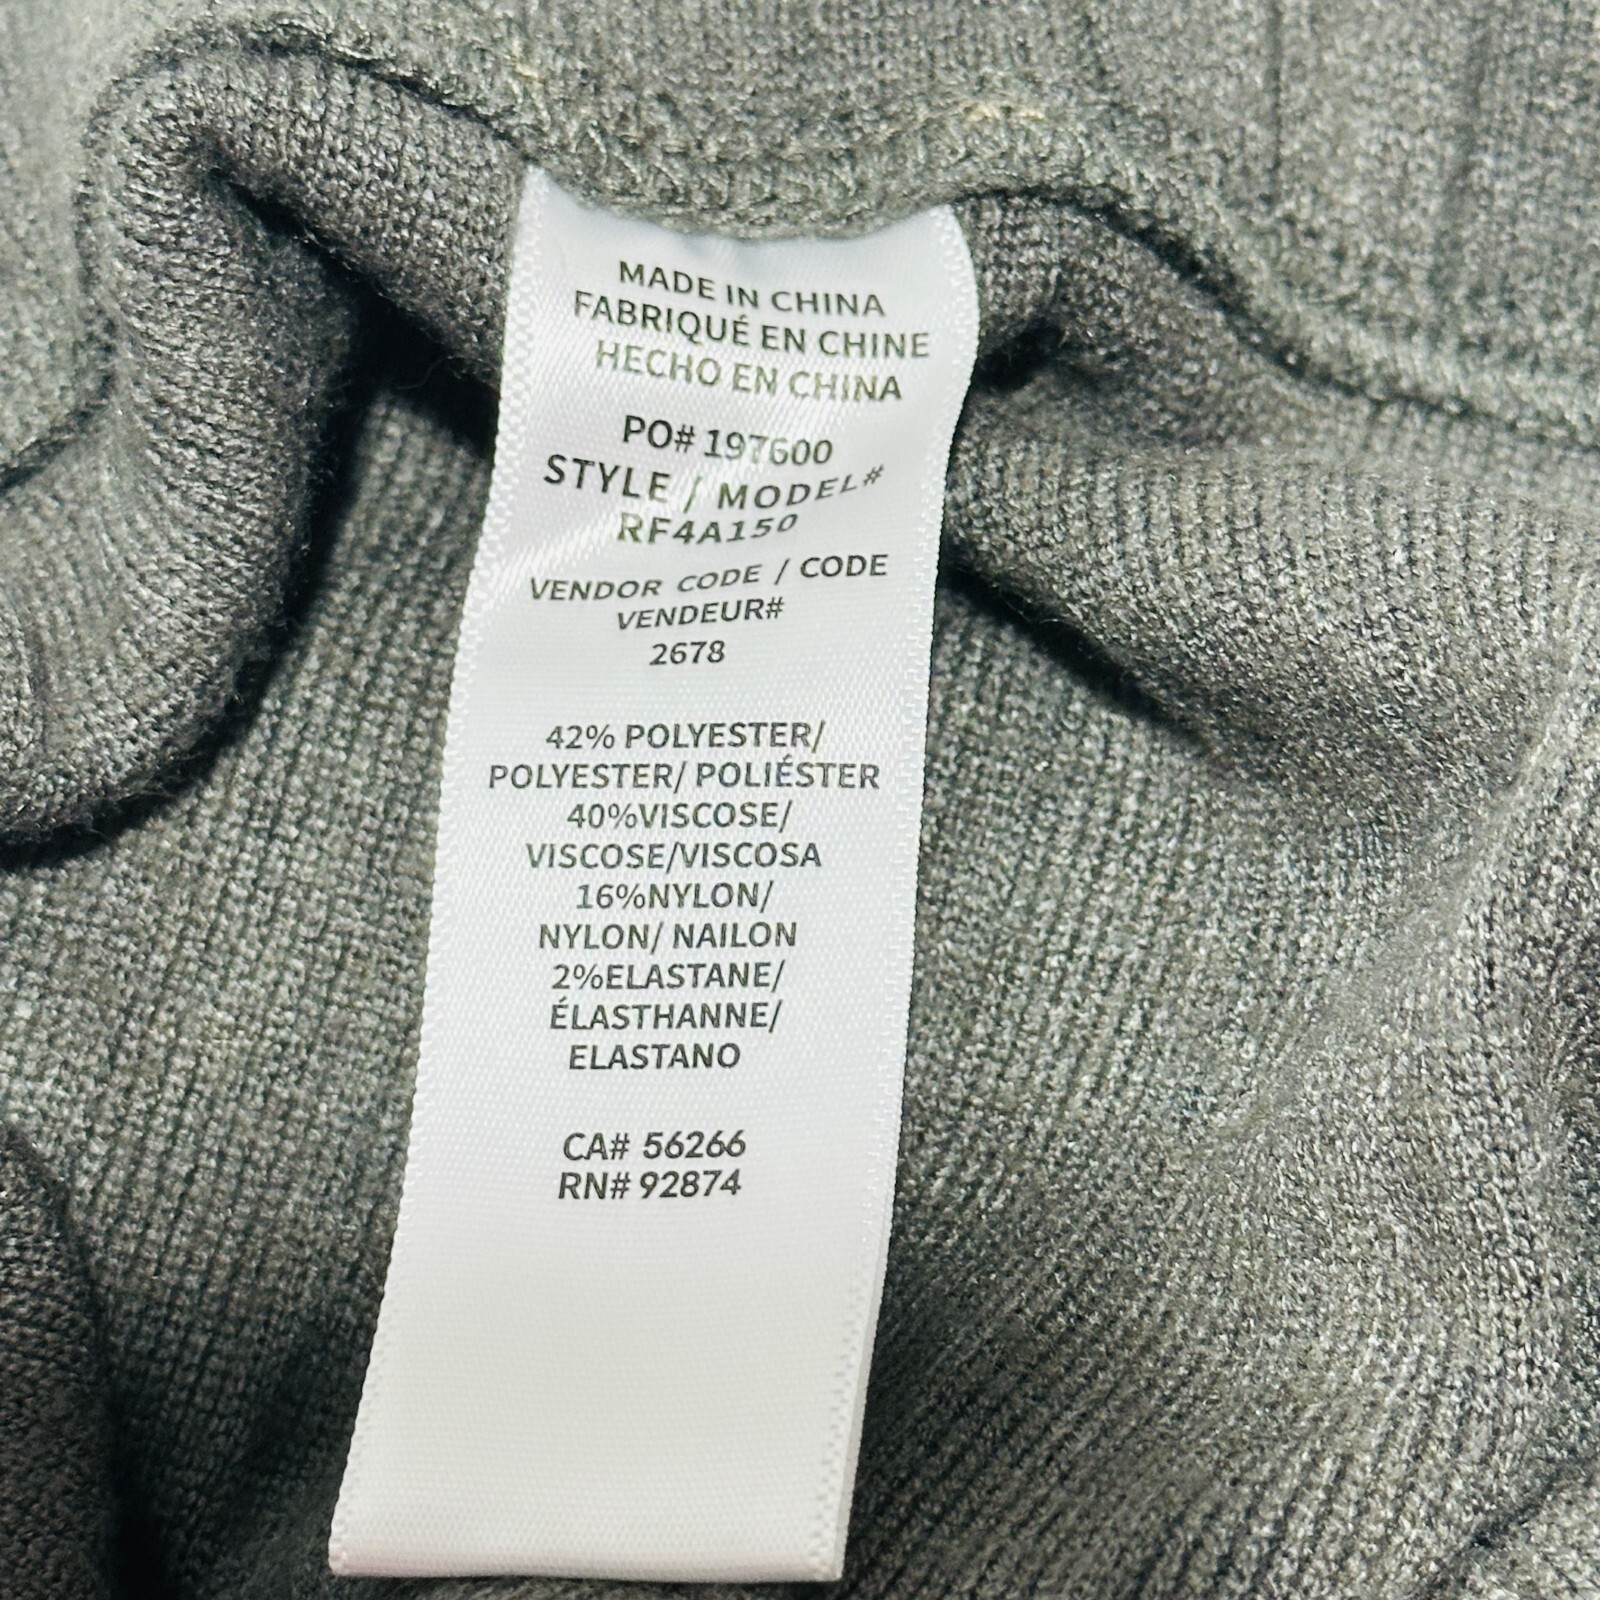 MADE IN CHINA
FABRIQUÉ EN CHINE
HECHO EN CHINA
PO# 197600
STYLE / MODEL#
RF4A150
VENDOR CODE / CODE
VENDEUR#
2678
42% POLYESTER/
POLYESTER/ POLIÉSTER
40%VISCOSE/
VISCOSE/VISCOSA
16%NYLON/
NYLON/ NAILON
2%ELASTANE/
ÉLASTHANNE/
ELASTANO
CA# 56266
RN# 92874